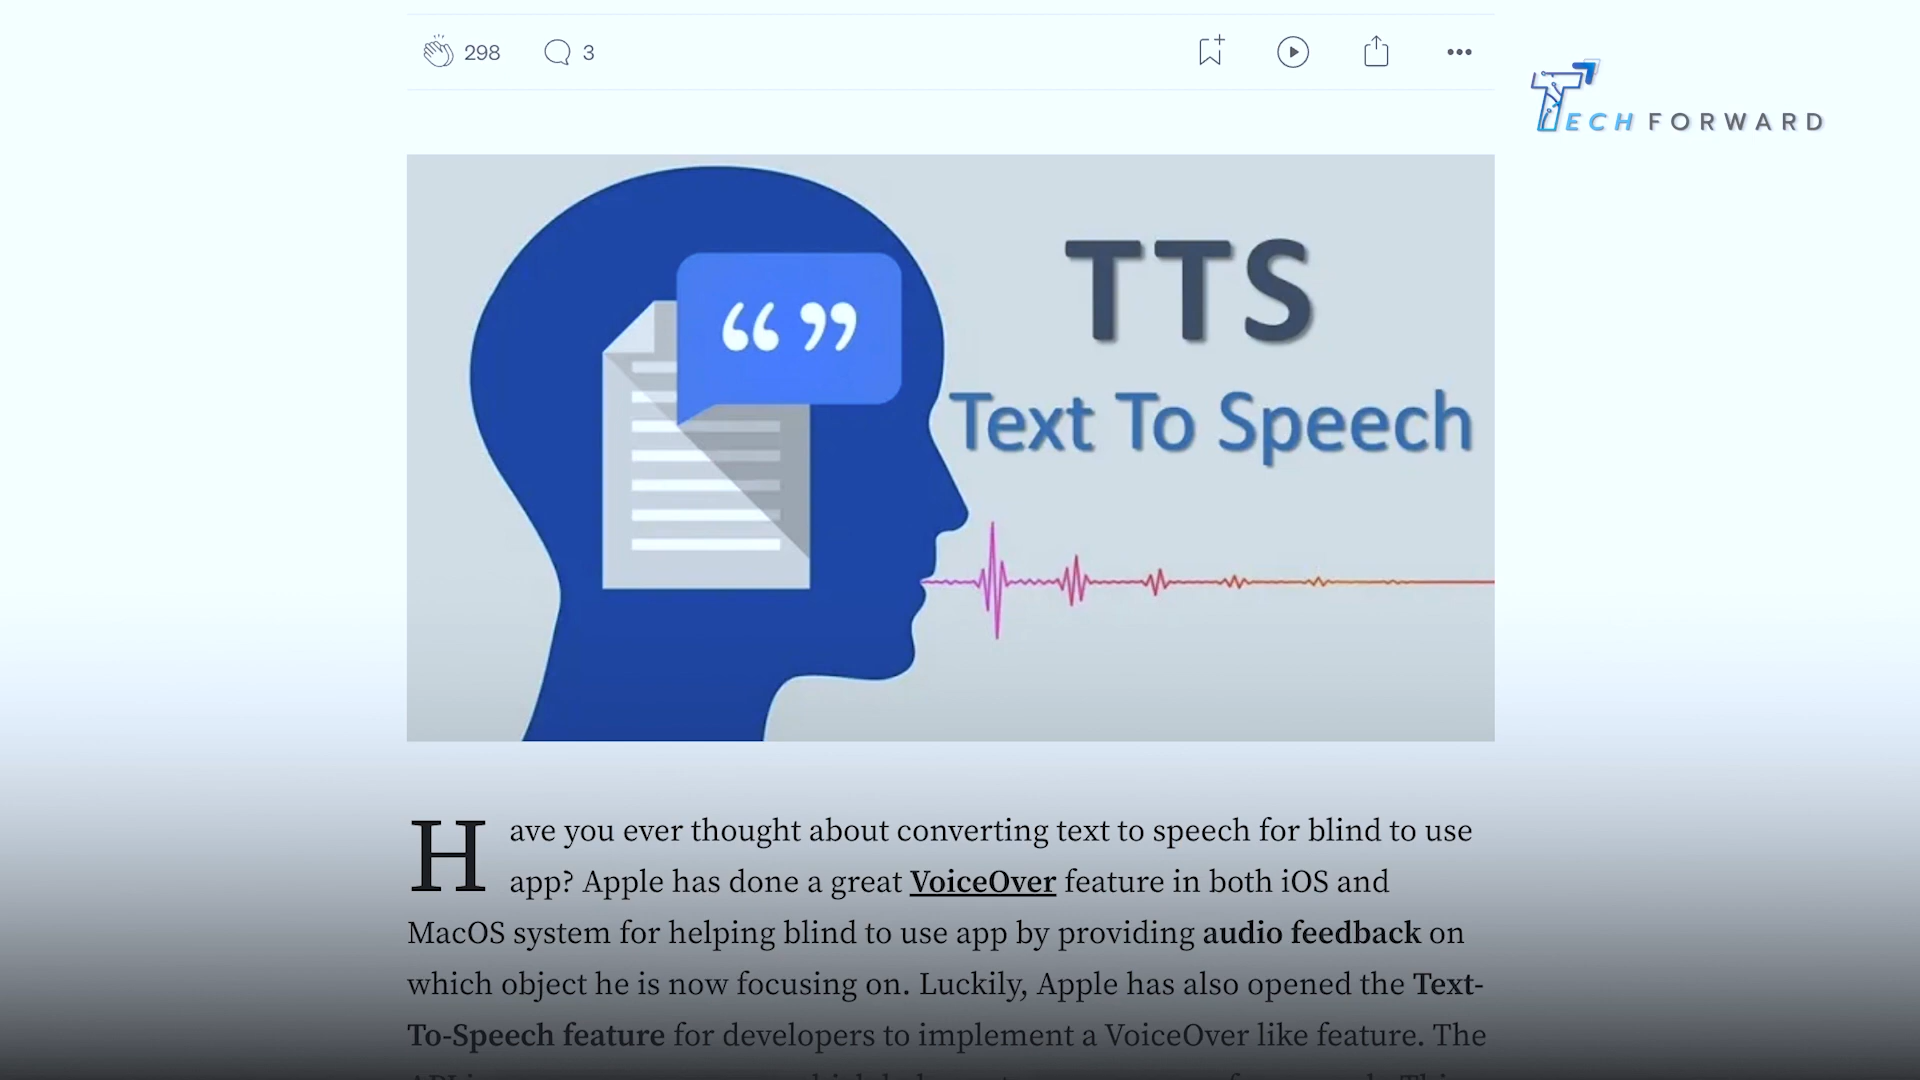 298 3
TECH FORWARD
“ ”
TTS
Text To Speech
Have you ever thought about converting text to speech for blind to use
app? Apple has done a great VoiceOver feature in both iOS and
MacOS system for helping blind to use app by providing audio feedback on
which object he is now focusing on. Luckily, Apple has also opened the Text-
To-Speech feature for developers to implement a VoiceOver like feature. The